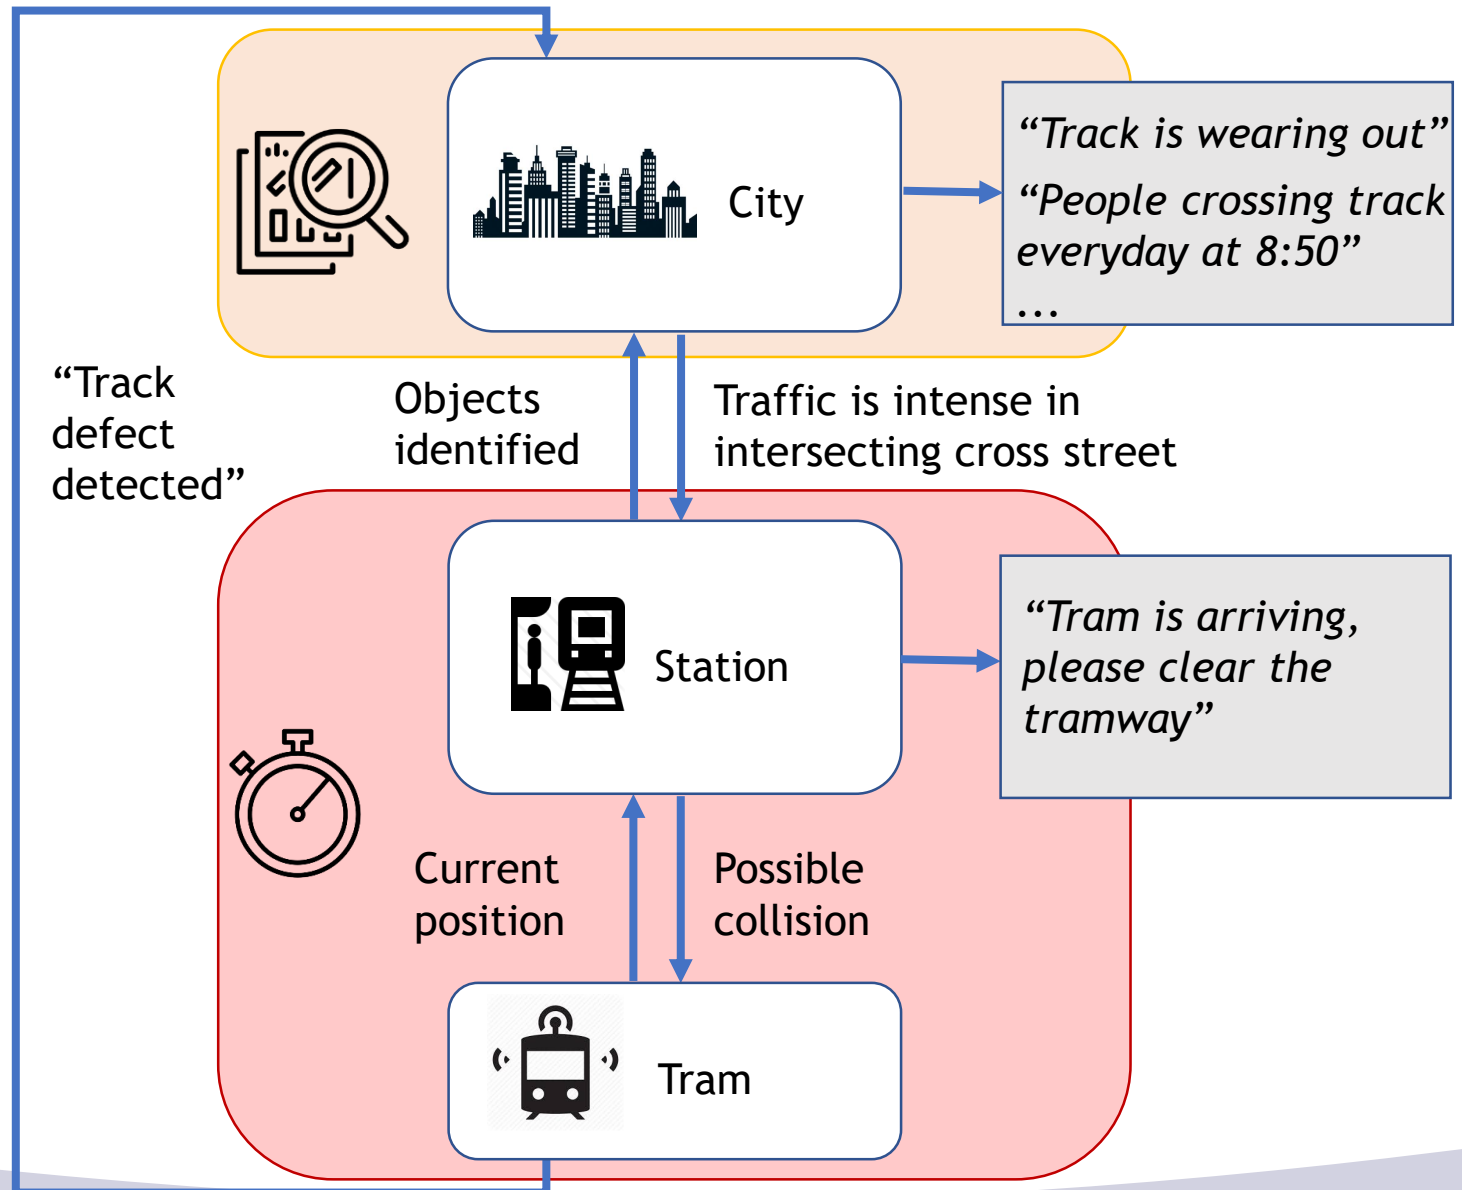 City
“Track is wearing out”
“People crossing track
everyday at 8:50”
...
“Track
defect
detected”
Objects
identified
Traffic is intense in
intersecting cross street
Station
“Tram is arriving,
please clear the
tramway”
Current
position
Possible
collision
Tram